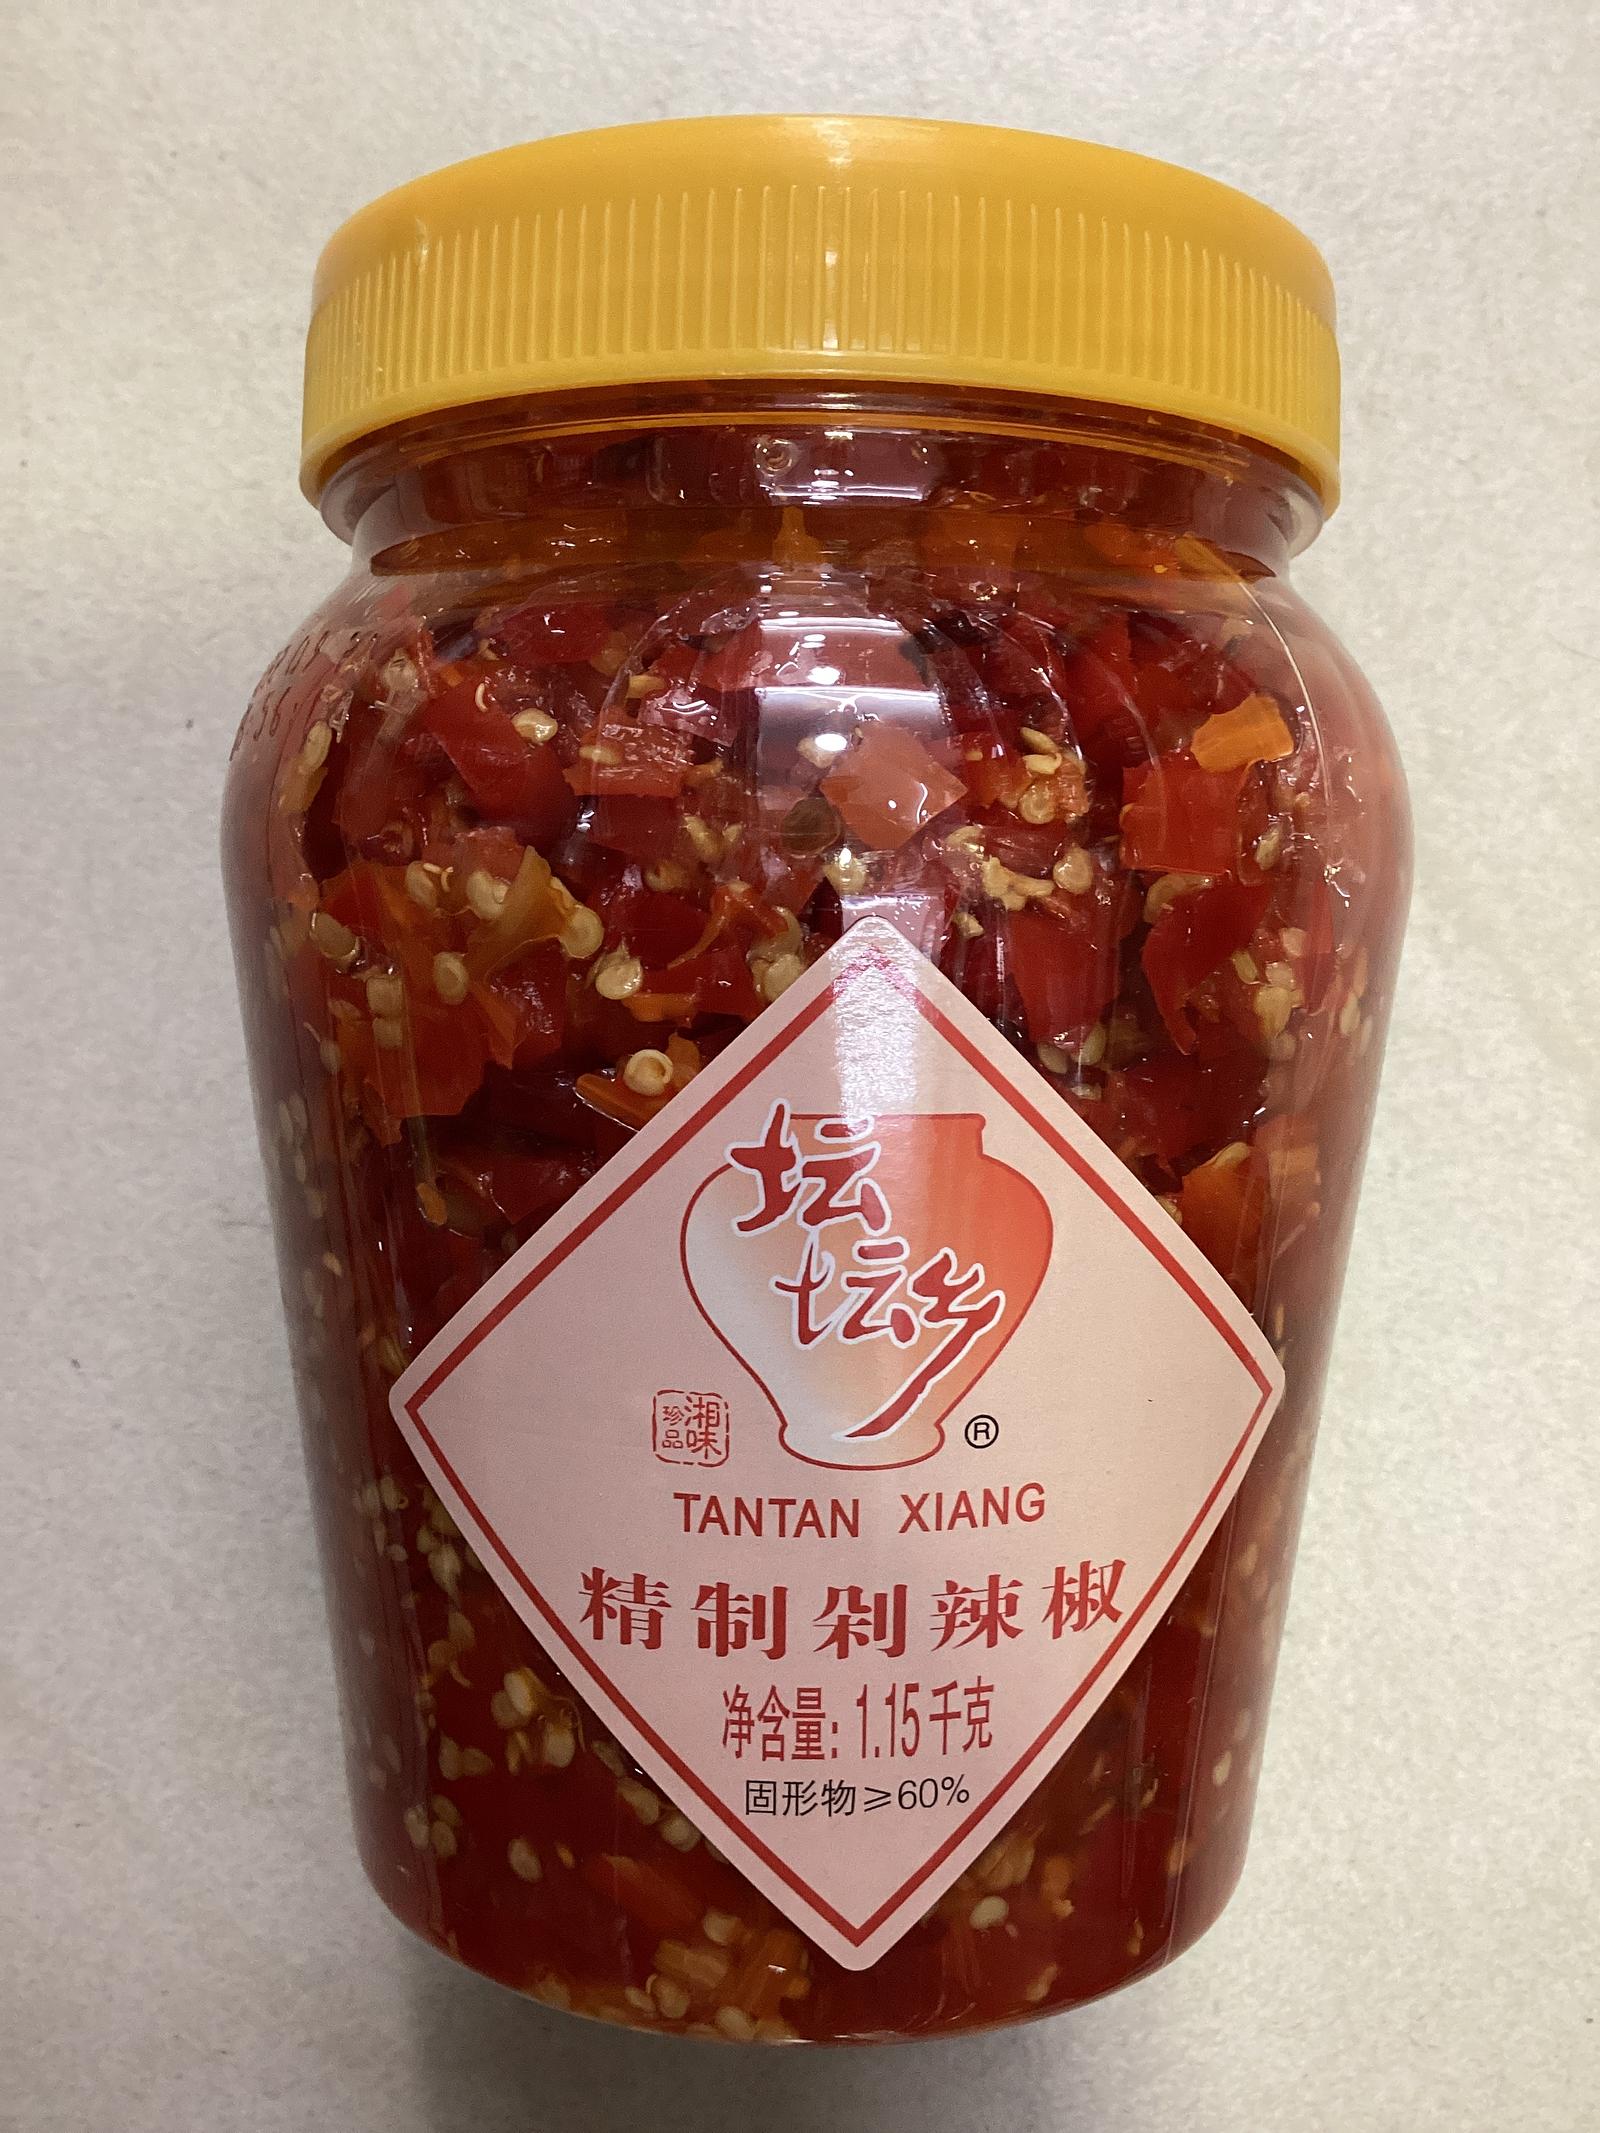 坛
坛乡
湘味
珍品
®
TANTAN XIANG
精制剁辣椒
净含量：1.15千克
固形物≥60%